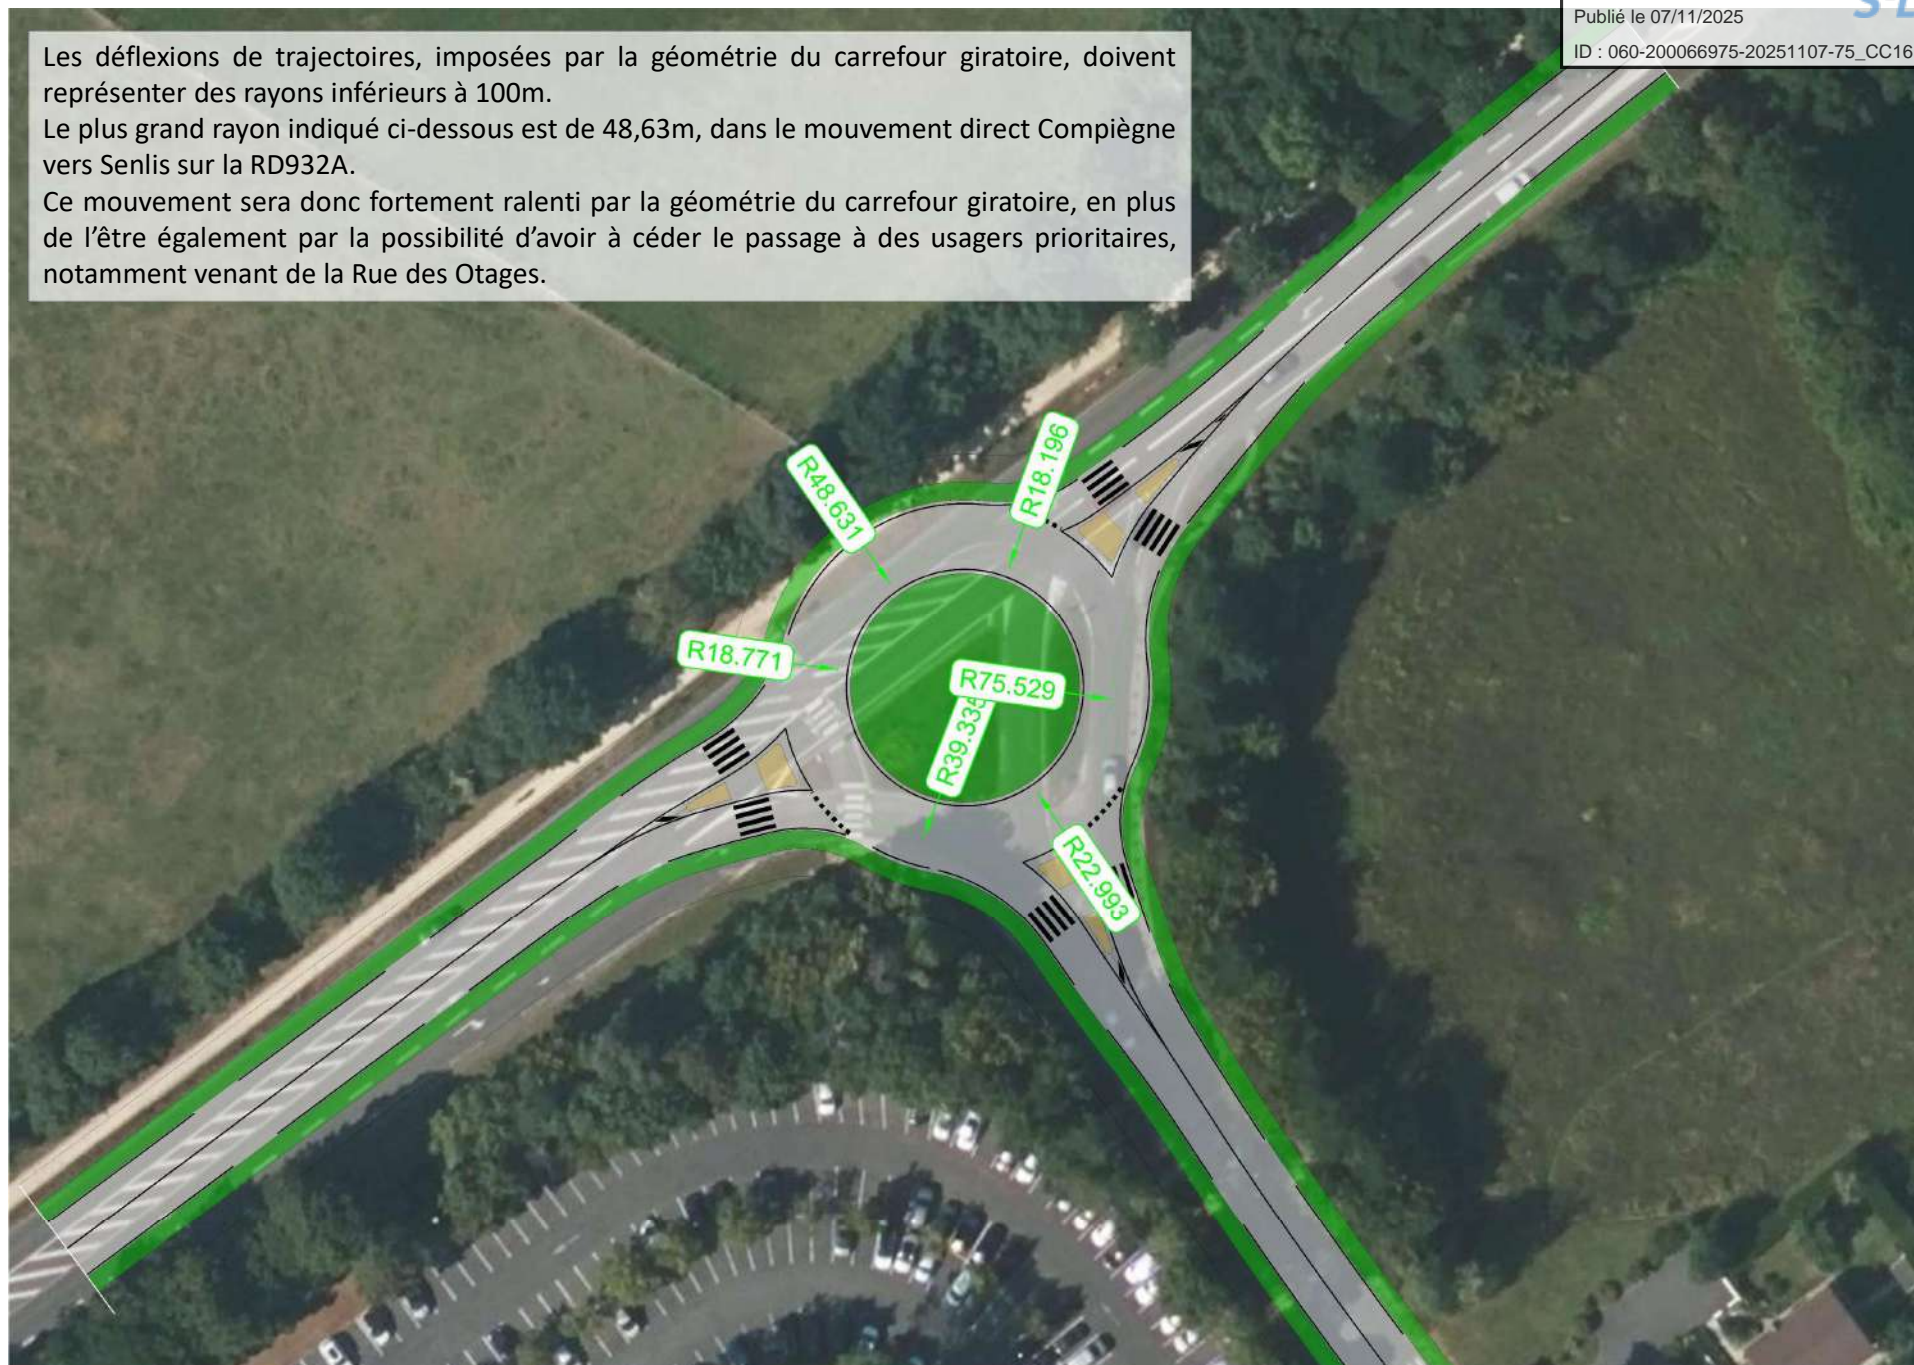 Publié le 07/11/2025
ID : 060-200066975-20251107-75_CC16
Les déflexions de trajectoires, imposées par la géométrie du carrefour giratoire, doivent
représenter des rayons inférieurs à 100m.
Le plus grand rayon indiqué ci-dessous est de 48,63m, dans le mouvement direct Compiègne
vers Senlis sur la RD932A.
Ce mouvement sera donc fortement ralenti par la géométrie du carrefour giratoire, en plus
de l'être également par la possibilité d'avoir à céder le passage à des usagers prioritaires,
notamment venant de la Rue des Otages.
R48.631
R18.196
R18.771
R75.529
R39.335
R22.993